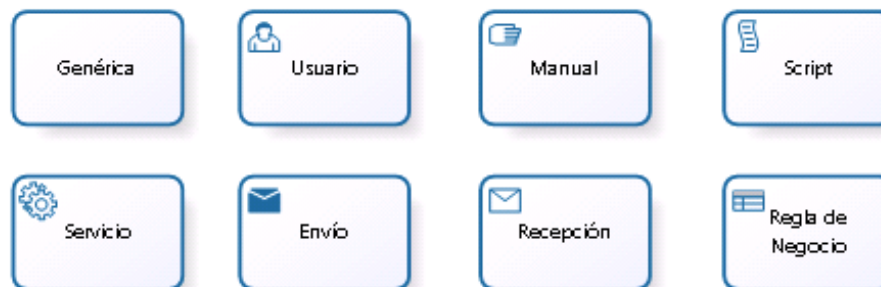 Genérica
Usuario
Manual
Script
Servicio
Envío
Recepción
Regla de
Negocio